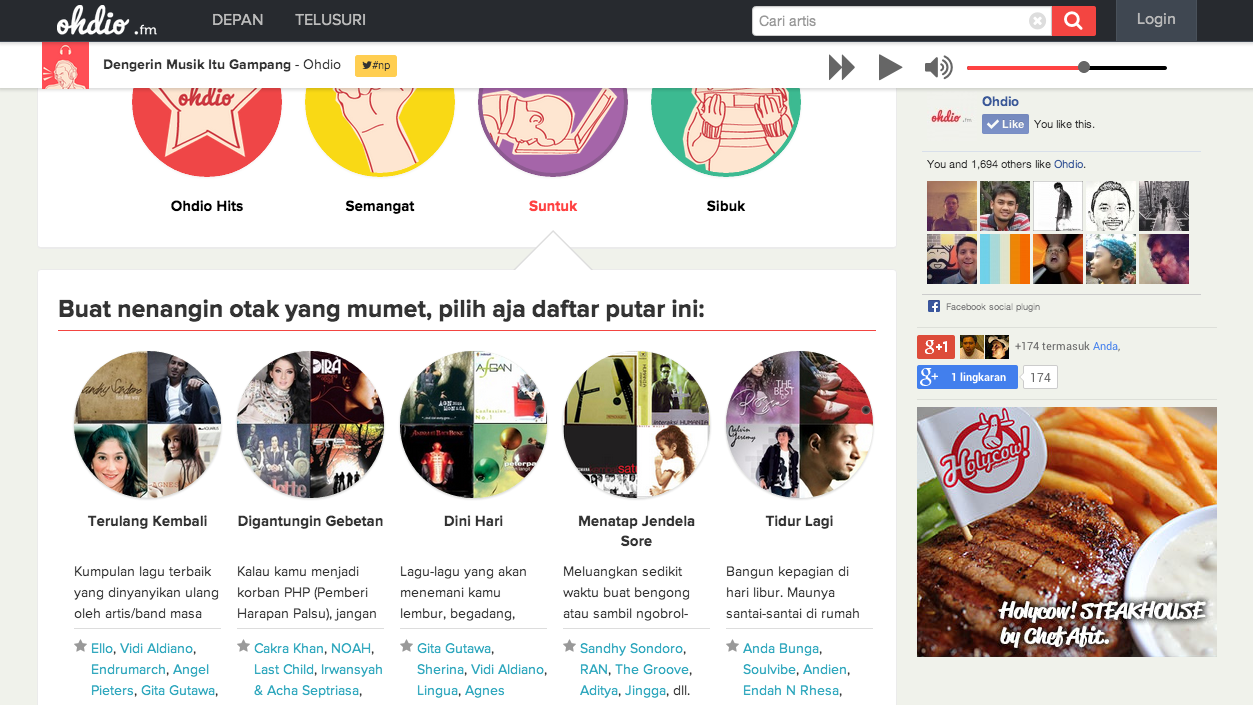 ohdio .fm
DEPAN
TELUSURI
Cari artis
Login
Dengerin Musik Itu Gampang - Ohdio
#np
ohdio
Ohdio Hits
Semangat
Suntuk
Sibuk
Buat nenangin otak yang mumet, pilih aja daftar putar ini:
Terulang Kembali
Kumpulan lagu terbaik
yang dinyanyikan ulang
oleh artis/band masa
Ello, Vidi Aldiano,
Endrumarch, Angel
Pieters, Gita Gutawa,
Digantungin Gebetan
Kalau kamu menjadi
korban PHP (Pemberi
Harapan Palsu), jangan
Cakra Khan, NOAH,
Last Child, Irwansyah
& Acha Septriasa,
AFGAN
Dini Hari
Lagu-lagu yang akan
menemani kamu
lembur, begadang,
Gita Gutawa,
Sherina, Vidi Aldiano,
Lingua, Agnes
Menatap Jendela
Sore
Meluangkan sedikit
waktu buat bengong
atau sambil ngobrol-
Sandhy Sondoro,
RAN, The Groove,
Aditya, Jingga, dll.
THE
BEST
Tidur Lagi
Bangun kepagian di
hari libur. Maunya
santai-santai di rumah
Anda Bunga,
Soulvibe, Andien,
Endah N Rhesa,
ohdio .fm
Ohdio
Like
You like this.
You and 1,694 others like Ohdio.
Facebook social plugin
g+1
+174 termasuk Anda,
g+ 1 lingkaran
174
Holycow!
Holycow! STEAKHOUSE
by Chef Afit.